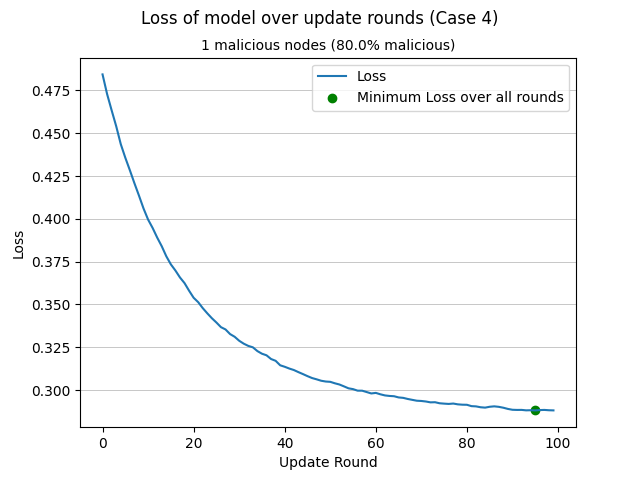 Loss of model over update rounds (Case 4)
1 malicious nodes (80.0% malicious)
Loss
Minimum Loss over all rounds
0.475
0.450
0.425
0.400
0.375
0.350
0.325
0.300
Loss
0 20 40 60 80 100
Update Round